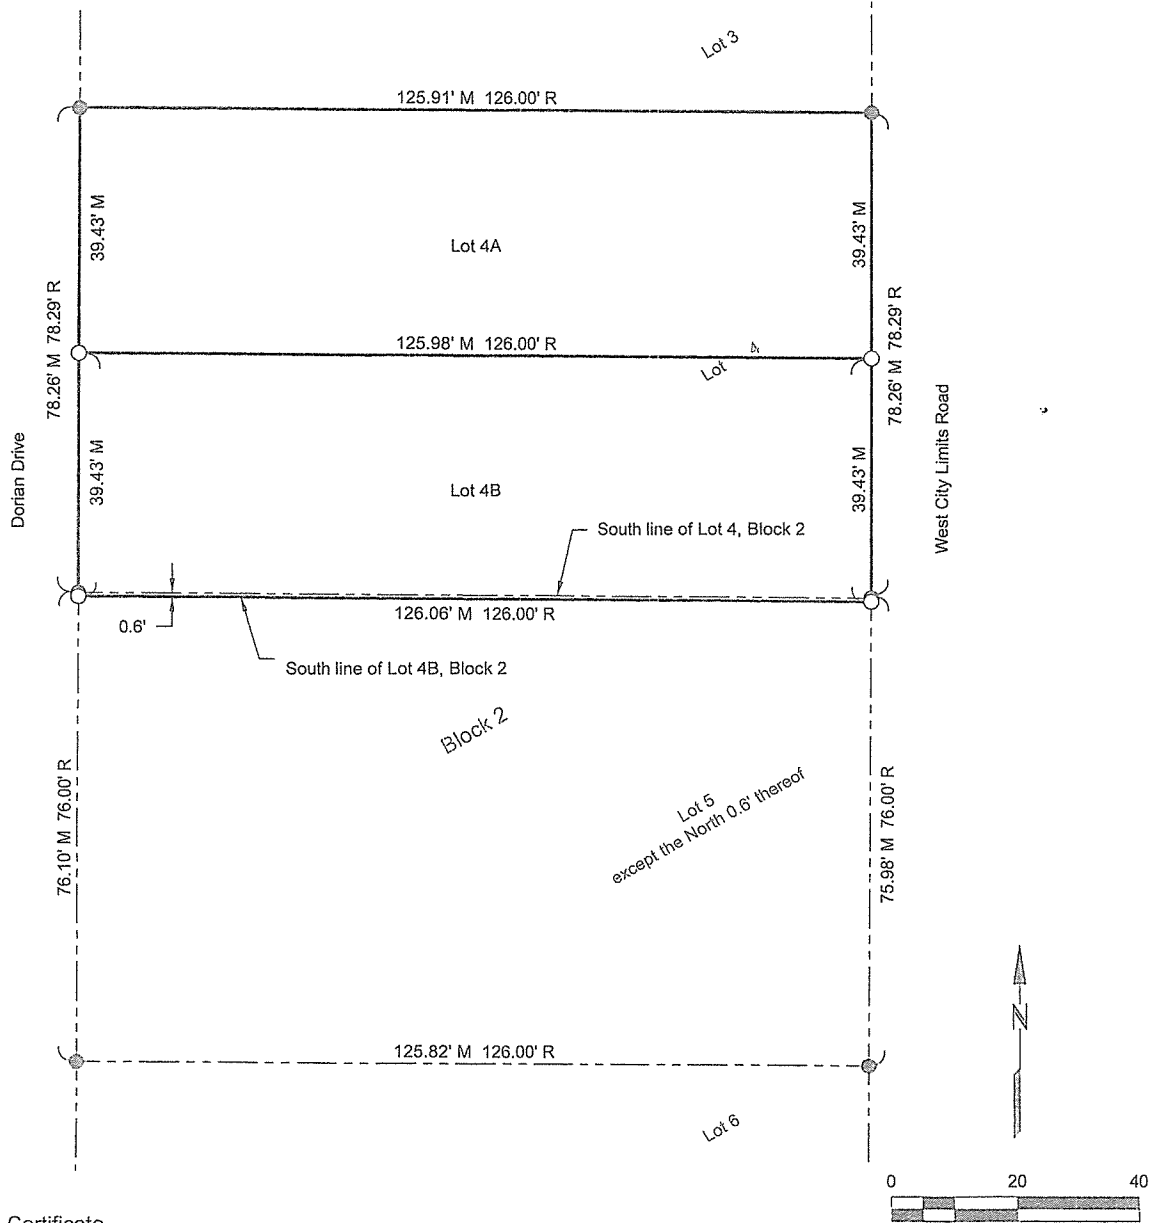 Lot 3
125.91' M 126.00' R
39.43' M
39.43' M
Lot 4A
78.26' M 78.29' R
78.26' M 78.29' R
125.98' M 126.00' R
Lot 4
Dorian Drive
West City Limits Road
39.43' M
39.43' M
Lot 4B
South line of Lot 4, Block 2
126.06' M 126.00' R
0.6'
South line of Lot 4B, Block 2
Block 2
76.10' M 76.00' R
75.98' M 76.00' R
Lot 5
except the North 0.6' thereof
N
125.82' M 126.00' R
Lot 6
0 20 40
Certificate